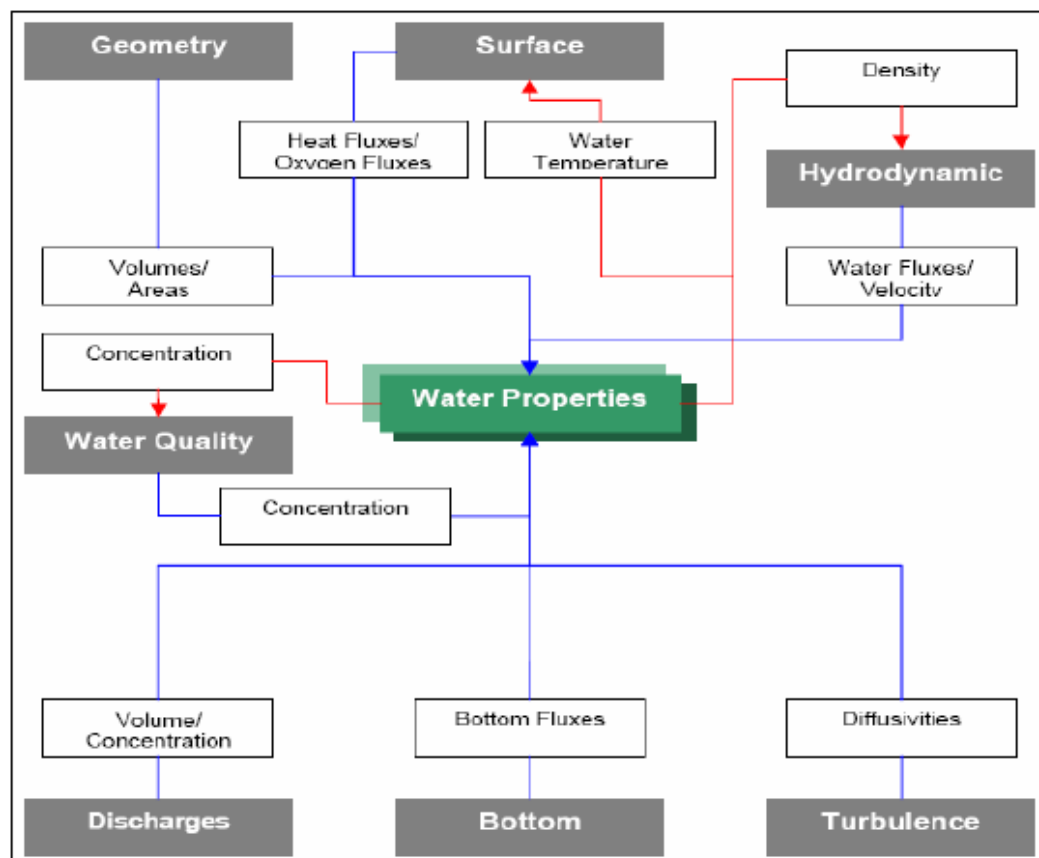 Geometry
Surface
Density
Heat Fluxes/
Oxygen Fluxes
Water
Temperature
Hydrodynamic
Volumes/
Areas
Water Fluxes/
Velocity
Concentration
Water Properties
Water Quality
Concentration
Volume/
Concentration
Bottom Fluxes
Diffusivities
Discharges
Bottom
Turbulence